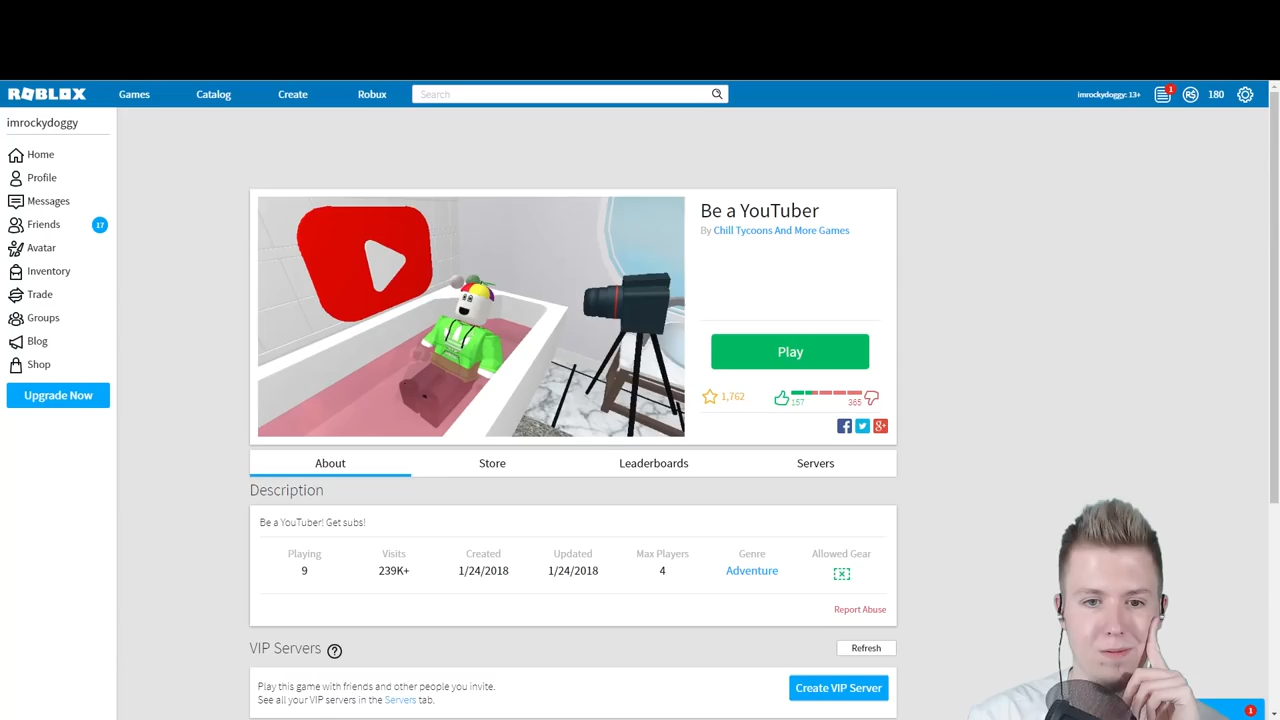 ROBLOX Games Catalog Create Robux Search imrockydoggy: 13+ 1 R$ 180
imrockydoggy
Home
Profile
Messages
Friends 17
Avatar
Inventory
Trade
Groups
Blog
Shop
Upgrade Now
Be a YouTuber
By Chill Tycoons And More Games
Play
1,762 157 365
About Store Leaderboards Servers
Description
Be a YouTuber! Get subs!
Playing Visits Created Updated Max Players Genre Allowed Gear
9 239K+ 1/24/2018 1/24/2018 4 Adventure
Report Abuse
VIP Servers ? Refresh
Play this game with friends and other people you invite.
See all your VIP servers in the Servers tab.
Create VIP Server
1